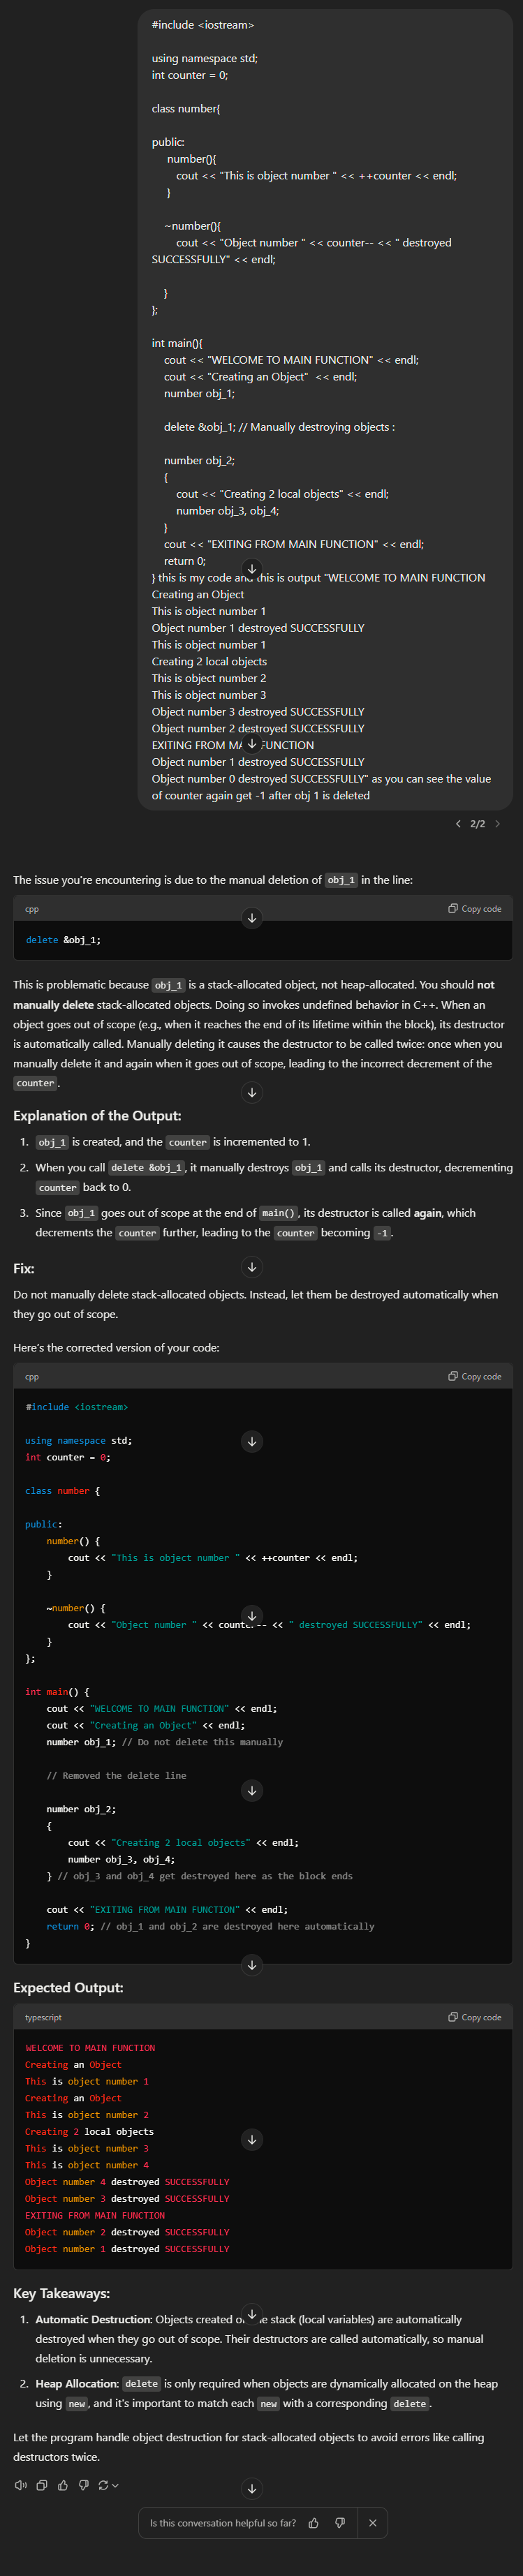 #include <iostream>
using namespace std;
int counter = 0;
class number{
public:
number(){
cout << "This is object number " << ++counter << endl;
}
~number(){
cout << "Object number " << counter-- << " destroyed
SUCCESSFULLY" << endl;
}
};
int main(){
cout << "WELCOME TO MAIN FUNCTION" << endl;
cout << "Creating an Object"  << endl;
number obj_1;
delete &obj_1; // Manually destroying objects :
number obj_2;
{
cout << "Creating 2 local objects" << endl;
number obj_3, obj_4;
}
cout << "EXITING FROM MAIN FUNCTION" << endl;
return 0;
} this is my code and this is output "WELCOME TO MAIN FUNCTION
Creating an Object
This is object number 1
Object number 1 destroyed SUCCESSFULLY
This is object number 1
Creating 2 local objects
This is object number 2
This is object number 3
Object number 3 destroyed SUCCESSFULLY
Object number 2 destroyed SUCCESSFULLY
EXITING FROM MAIN FUNCTION
Object number 1 destroyed SUCCESSFULLY
Object number 0 destroyed SUCCESSFULLY" as you can see the value
of counter again get -1 after obj 1 is deleted
2/2
The issue you're encountering is due to the manual deletion of obj_1 in the line:
cpp Copy code
delete &obj_1;
This is problematic because obj_1 is a stack-allocated object, not heap-allocated. You should not
manually delete stack-allocated objects. Doing so invokes undefined behavior in C++. When an
object goes out of scope (e.g., when it reaches the end of its lifetime within the block), its destructor
is automatically called. Manually deleting it causes the destructor to be called twice: once when you
manually delete it and again when it goes out of scope, leading to the incorrect decrement of the
counter.
Explanation of the Output:
1. obj_1 is created, and the counter is incremented to 1.
2. When you call delete &obj_1, it manually destroys obj_1 and calls its destructor, decrementing
counter back to 0.
3. Since obj_1 goes out of scope at the end of main(), its destructor is called again, which
decrements the counter further, leading to the counter becoming -1.
Fix:
Do not manually delete stack-allocated objects. Instead, let them be destroyed automatically when
they go out of scope.
Here's the corrected version of your code:
cpp Copy code
#include <iostream>
using namespace std;
int counter = 0;
class number {
public:
number() {
cout << "This is object number " << ++counter << endl;
}
~number() {
cout << "Object number " << counter-- << " destroyed SUCCESSFULLY" << endl;
}
};
int main() {
cout << "WELCOME TO MAIN FUNCTION" << endl;
cout << "Creating an Object" << endl;
number obj_1; // Do not delete this manually
// Removed the delete line
number obj_2;
{
cout << "Creating 2 local objects" << endl;
number obj_3, obj_4;
} // obj_3 and obj_4 get destroyed here as the block ends
cout << "EXITING FROM MAIN FUNCTION" << endl;
return 0; // obj_1 and obj_2 are destroyed here automatically
}
Expected Output:
typescript Copy code
WELCOME TO MAIN FUNCTION
Creating an Object
This is object number 1
Creating an Object
This is object number 2
Creating 2 local objects
This is object number 3
This is object number 4
Object number 4 destroyed SUCCESSFULLY
Object number 3 destroyed SUCCESSFULLY
EXITING FROM MAIN FUNCTION
Object number 2 destroyed SUCCESSFULLY
Object number 1 destroyed SUCCESSFULLY
Key Takeaways:
1. Automatic Destruction: Objects created on the stack (local variables) are automatically
destroyed when they go out of scope. Their destructors are called automatically, so manual
deletion is unnecessary.
2. Heap Allocation: delete is only required when objects are dynamically allocated on the heap
using new, and it's important to match each new with a corresponding delete.
Let the program handle object destruction for stack-allocated objects to avoid errors like calling
destructors twice.
Is this conversation helpful so far?